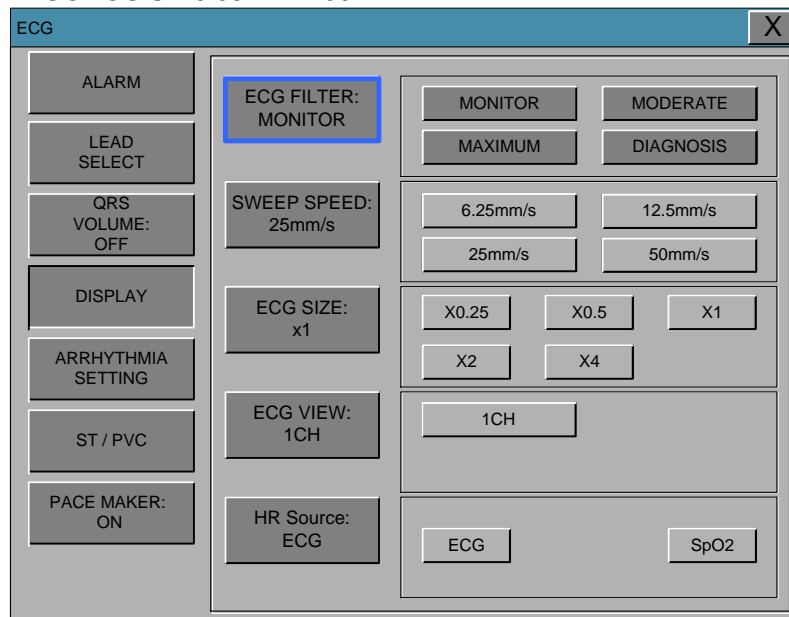 ECG
X
ALARM
LEAD
SELECT
QRS
VOLUME:
OFF
DISPLAY
ARRHYTHMIA
SETTING
ST / PVC
PACE MAKER:
ON
ECG FILTER:
MONITOR
MONITOR
MODERATE
MAXIMUM
DIAGNOSIS
SWEEP SPEED:
25mm/s
6.25mm/s
12.5mm/s
25mm/s
50mm/s
ECG SIZE:
x1
X0.25
X0.5
X1
X2
X4
ECG VIEW:
1CH
1CH
HR Source:
ECG
ECG
SpO2